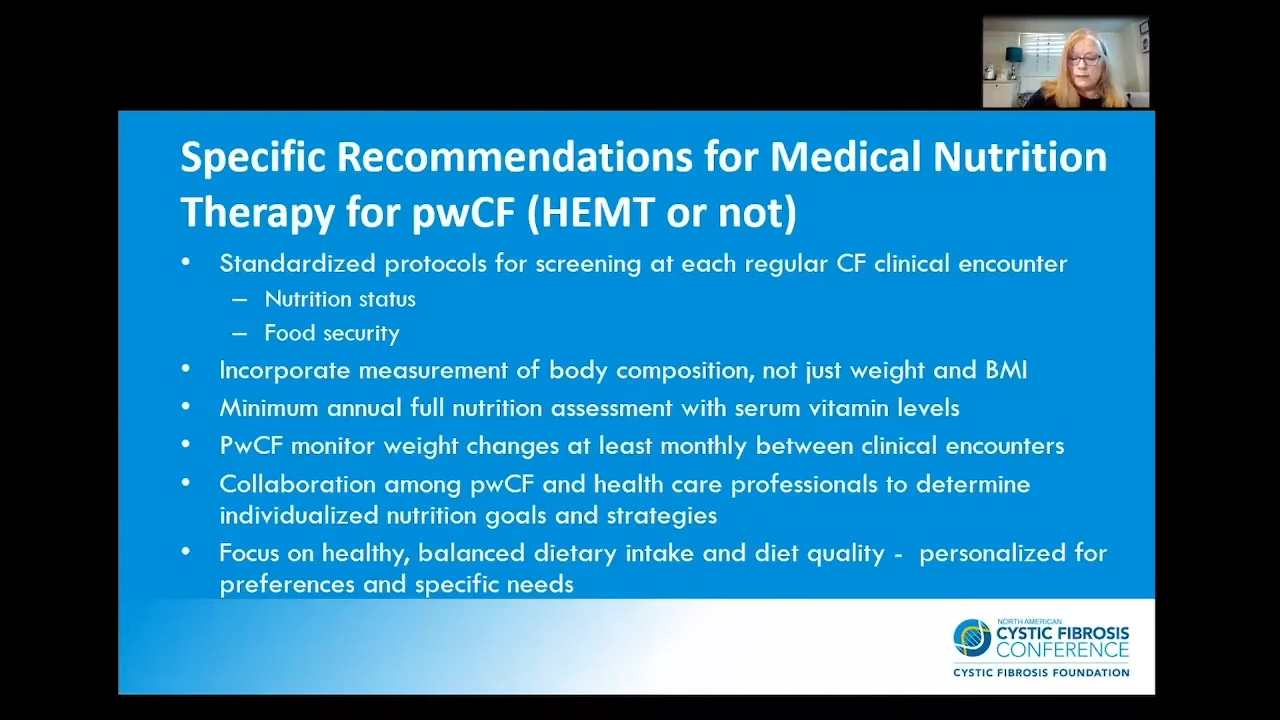 Specific Recommendations for Medical Nutrition
Therapy for pwCF (HEMT or not)
• Standardized protocols for screening at each regular CF clinical encounter
– Nutrition status
– Food security
• Incorporate measurement of body composition, not just weight and BMI
• Minimum annual full nutrition assessment with serum vitamin levels
• PwCF monitor weight changes at least monthly between clinical encounters
• Collaboration among pwCF and health care professionals to determine
individualized nutrition goals and strategies
• Focus on healthy, balanced dietary intake and diet quality - personalized for
preferences and specific needs
NORTH AMERICAN
CYSTIC FIBROSIS
CONFERENCE
CYSTIC FIBROSIS FOUNDATION